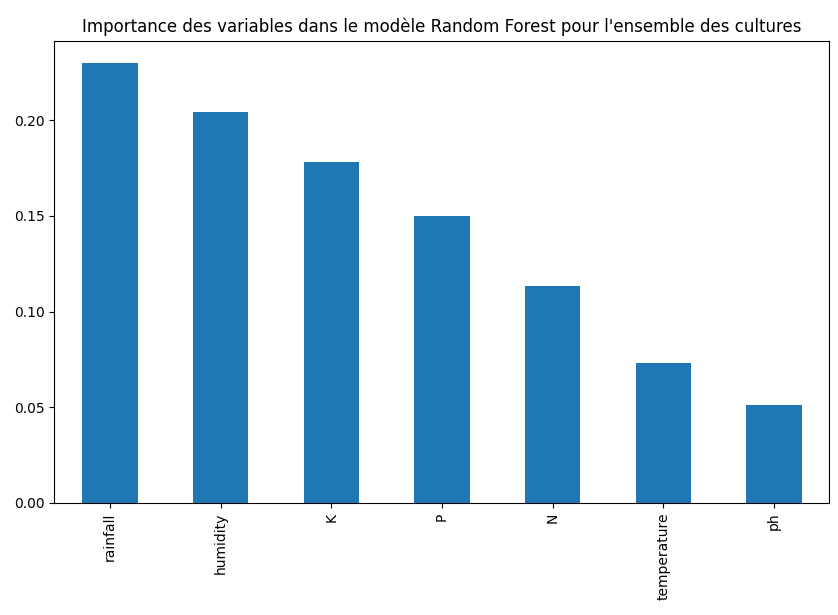 Importance des variables dans le modèle Random Forest pour l'ensemble des cultures
0.20
0.15
0.10
0.05
0.00
rainfall
humidity
K
P
N
temperature
ph